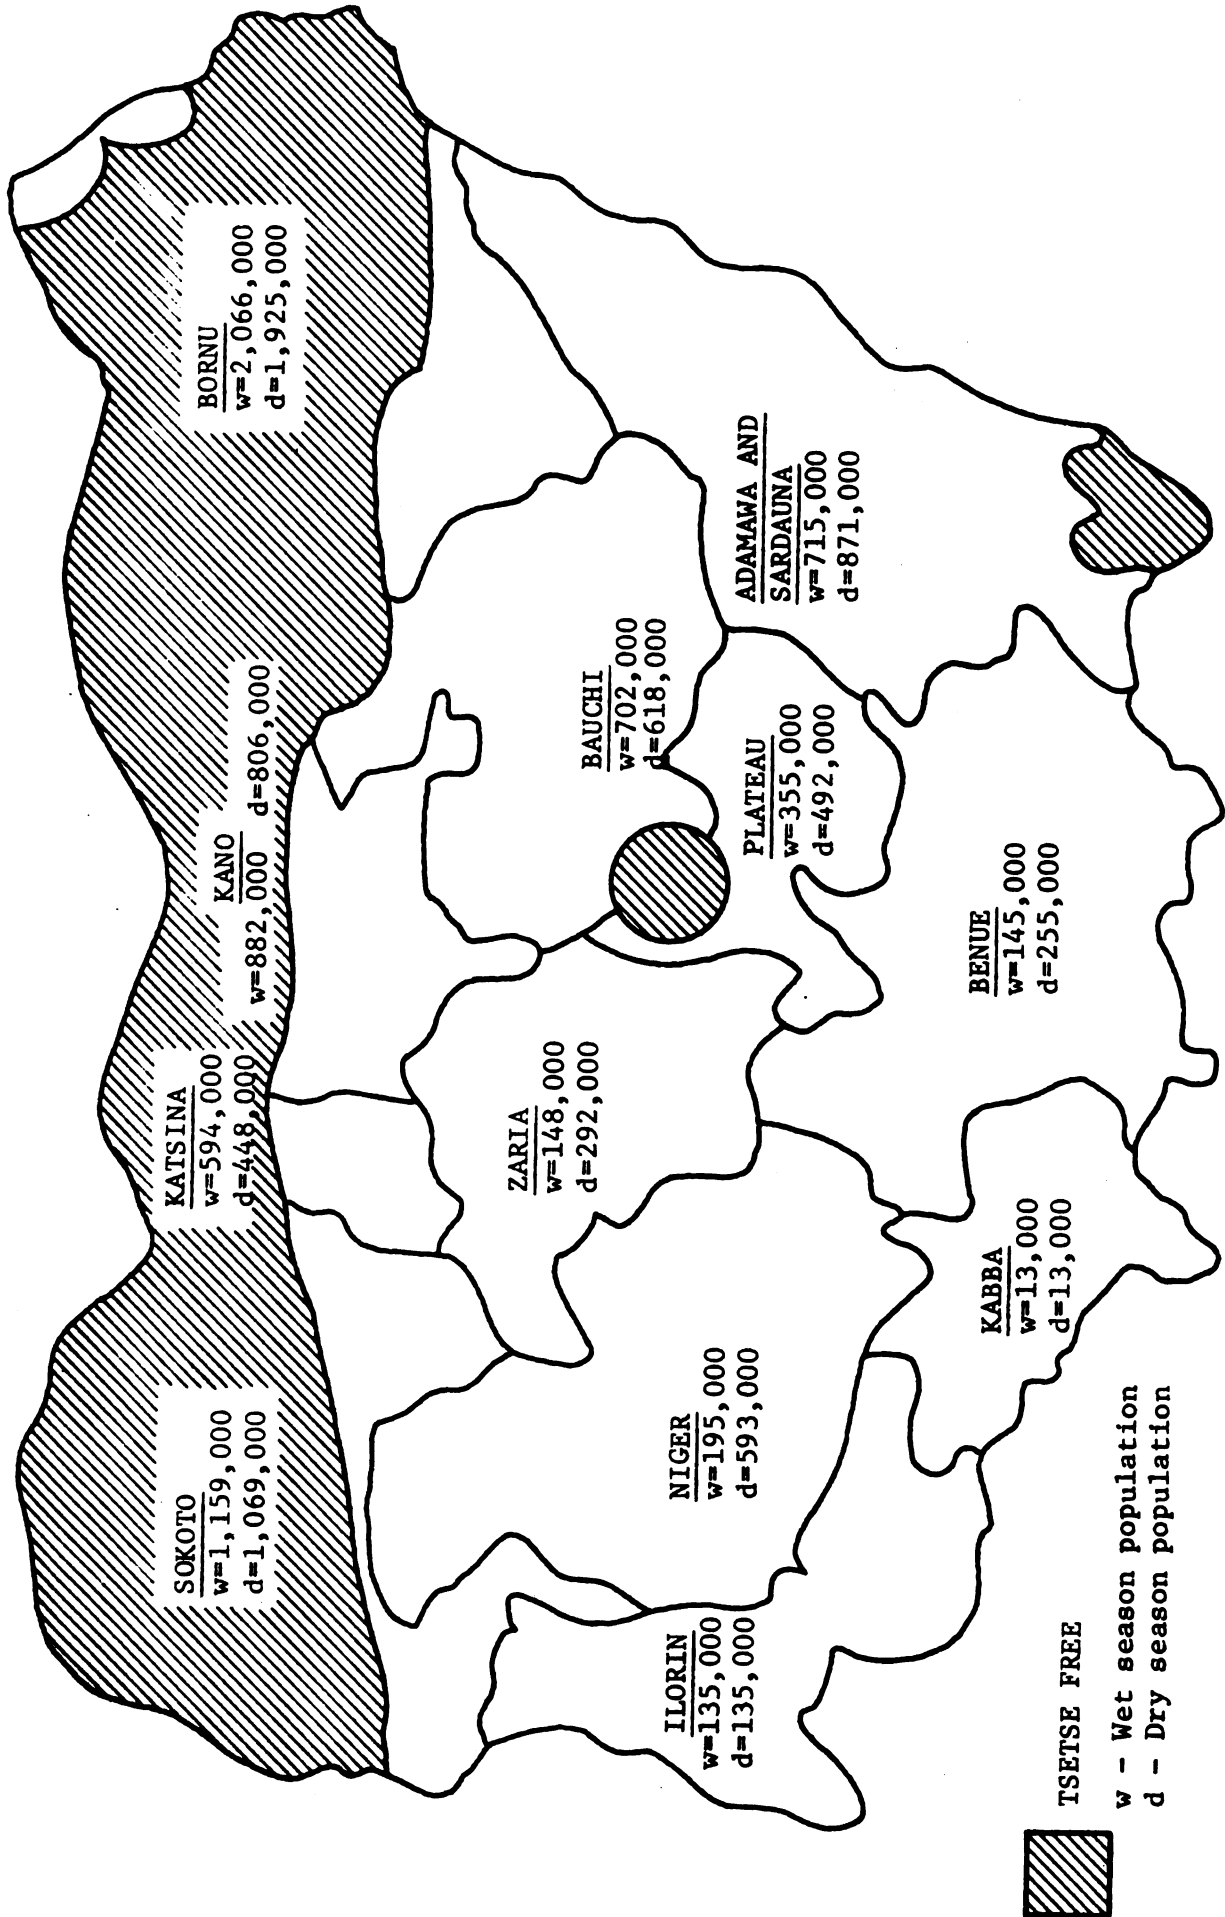 SOKOTO
w=1,159,000
d=1,069,000
KATSINA
w=594,000
d=448,000
KANO
w=882,000 d=806,000
BORNU
w=2,066,000
d=1,925,000
ZARIA
w=148,000
d=292,000
BAUCHI
w=702,000
d=618,000
NIGER
w=195,000
d=593,000
ILORIN
w=135,000
d=135,000
PLATEAU
w=355,000
d=492,000
ADAMAWA AND
SARDAUNA
w=715,000
d=871,000
KABBA
w=13,000
d=13,000
BENUE
w=145,000
d=255,000
TSETSE FREE
w - Wet season population
d - Dry season population